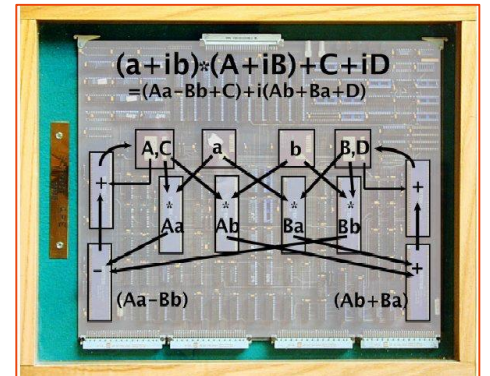 (a+ib)*(A+iB)+C+iD
=(Aa-Bb+C)+i(Ab+Ba+D)
A,C a b B,D
+ * * * * +
Aa Ab Ba Bb
- +
(Aa-Bb) (Ab+Ba)